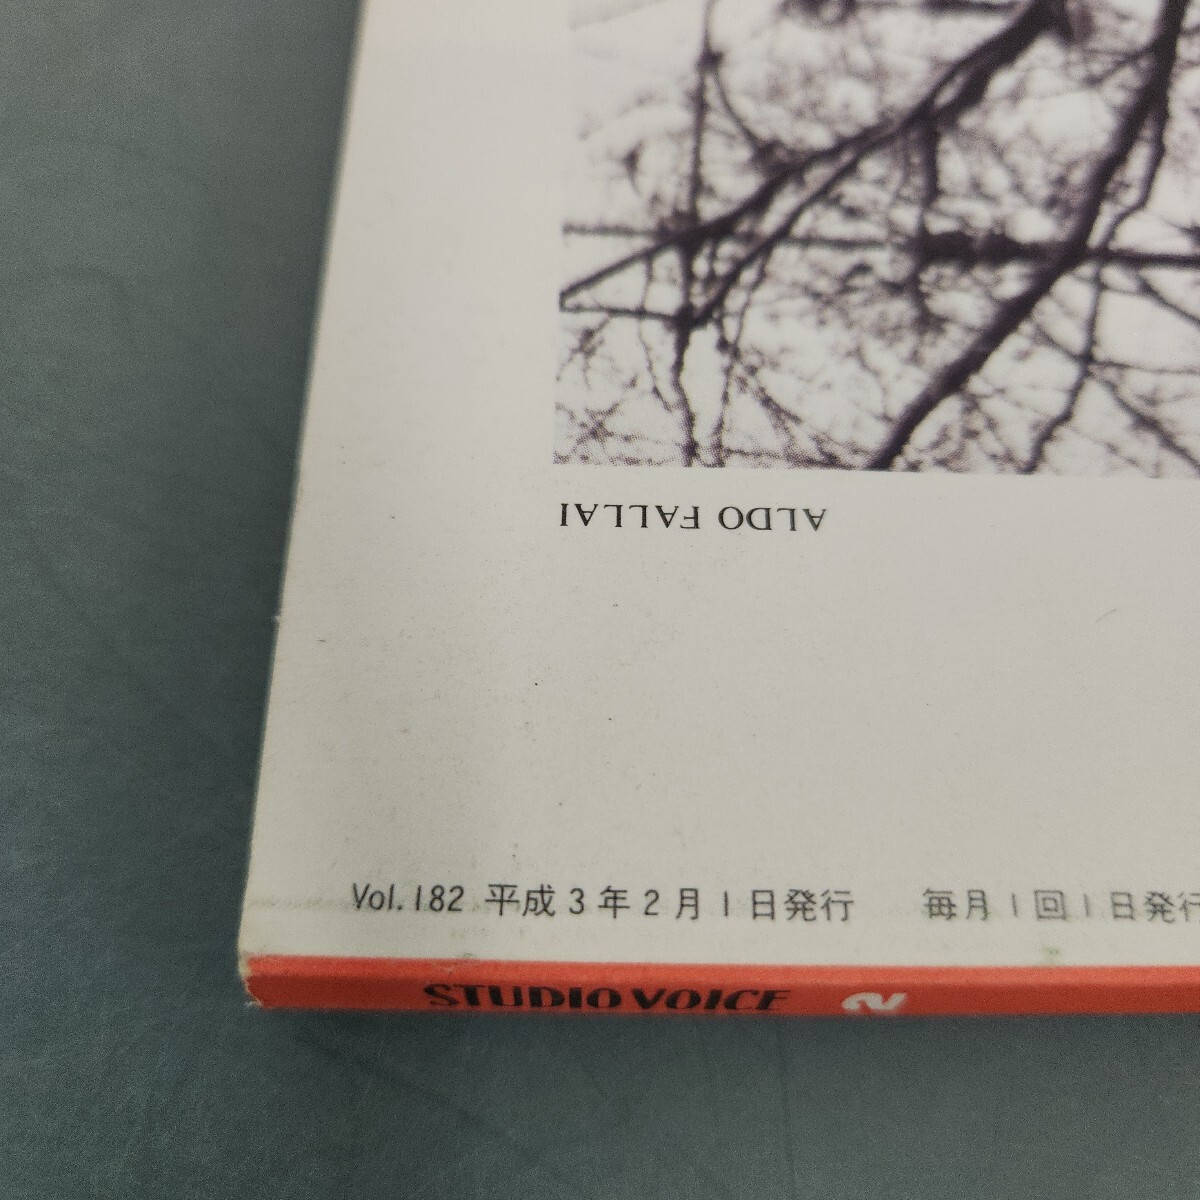 ALDO FALLAI
Vol. 182 平成3年2月1日発行 毎月1回1日発行
STUDIO VOICE 2